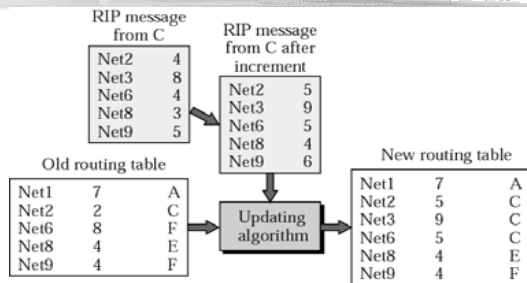 RIP message
from C
Net2 4
Net3 8
Net6 4
Net8 3
Net9 5
RIP message
from C after
increment
Net2 5
Net3 9
Net6 5
Net8 4
Net9 6
Old routing table
Net1 7 A
Net2 2 C
Net6 8 F
Net8 4 E
Net9 4 F
Updating
algorithm
New routing table
Net1 7 A
Net2 5 C
Net3 9 C
Net6 5 C
Net8 4 E
Net9 4 F